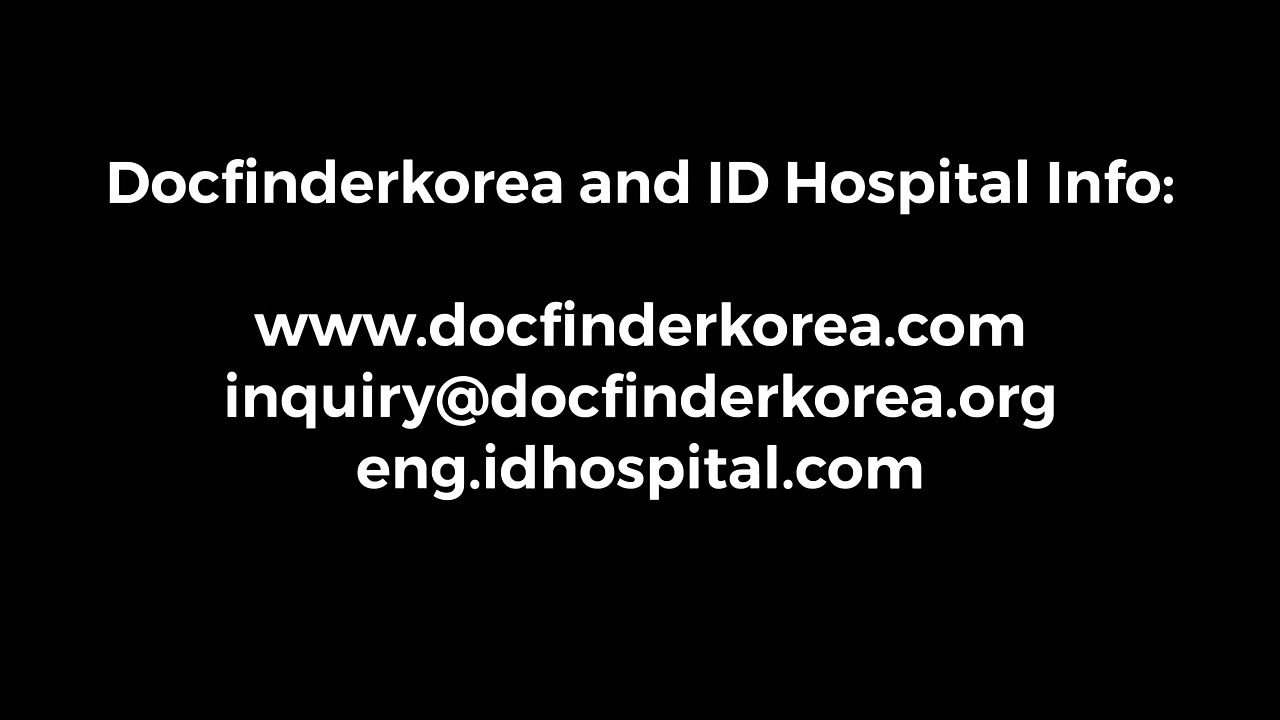 Docfinderkorea and ID Hospital Info:
www.docfinderkorea.com
inquiry@docfinderkorea.org
eng.idhospital.com